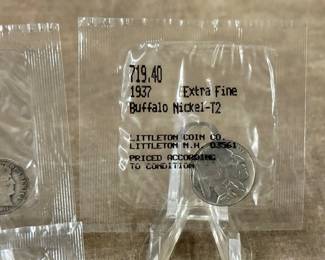 719.40
1937 Extra Fine
Buffalo Nickel-T2
LITTLETON COIN CO.
LITTLETON N.H. 03561
PRICED ACCORDING
TO CONDITION